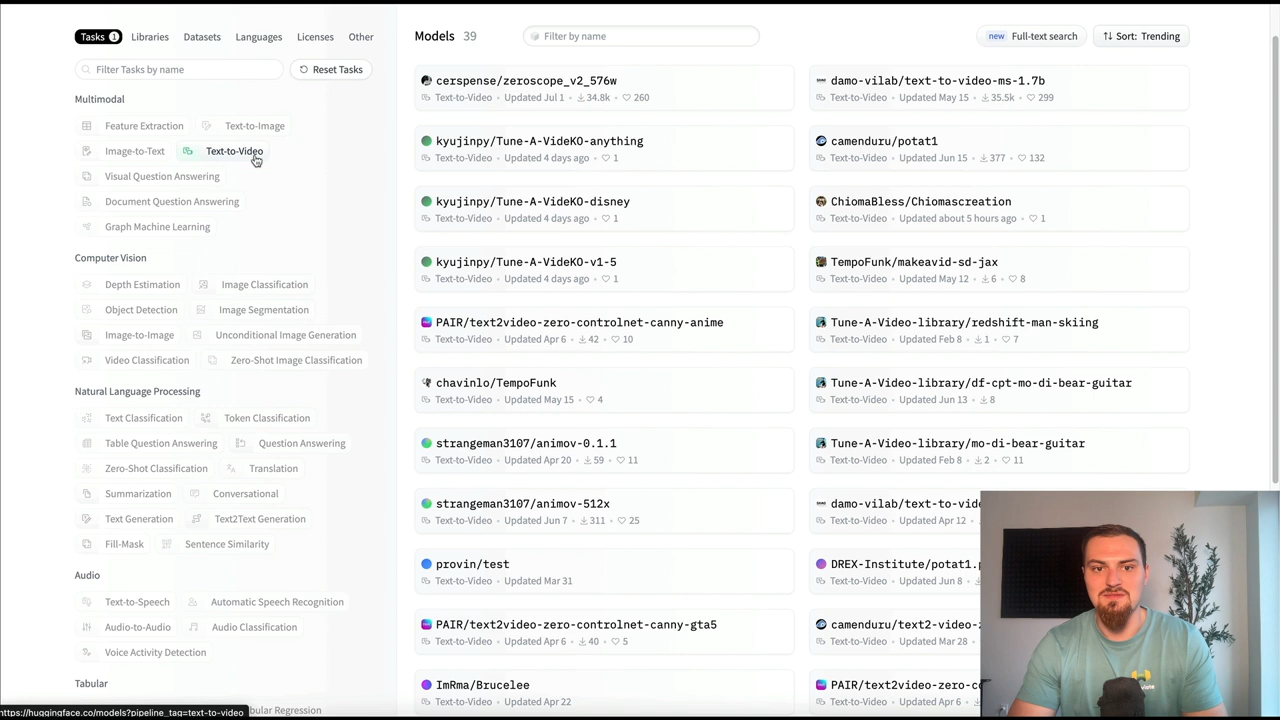 Tasks 1 Libraries Datasets Languages Licenses Other
Filter Tasks by name Reset Tasks
Multimodal
Feature Extraction Text-to-Image
Image-to-Text Text-to-Video
Visual Question Answering
Document Question Answering
Graph Machine Learning
Computer Vision
Depth Estimation Image Classification
Object Detection Image Segmentation
Image-to-Image Unconditional Image Generation
Video Classification Zero-Shot Image Classification
Natural Language Processing
Text Classification Token Classification
Table Question Answering Question Answering
Zero-Shot Classification Translation
Summarization Conversational
Text Generation Text2Text Generation
Fill-Mask Sentence Similarity
Audio
Text-to-Speech Automatic Speech Recognition
Audio-to-Audio Audio Classification
Voice Activity Detection
Tabular
bular Regression
https://huggingface.co/models?pipeline_tag=text-to-video
Models 39 Filter by name new Full-text search Sort: Trending
cerspense/zeroscope_v2_576w
Text-to-Video • Updated Jul 1 • 34.8k • 260
damo-vilab/text-to-video-ms-1.7b
Text-to-Video • Updated May 15 • 35.5k • 299
kyujinpy/Tune-A-VideKO-anything
Text-to-Video • Updated 4 days ago • 1
camenduru/potat1
Text-to-Video • Updated Jun 15 • 377 • 132
kyujinpy/Tune-A-VideKO-disney
Text-to-Video • Updated 4 days ago • 1
ChiomaBless/Chiomascreation
Text-to-Video • Updated about 5 hours ago • 1
kyujinpy/Tune-A-VideKO-v1-5
Text-to-Video • Updated 4 days ago • 1
TempoFunk/makeavid-sd-jax
Text-to-Video • Updated May 12 • 6 • 8
PAIR/text2video-zero-controlnet-canny-anime
Text-to-Video • Updated Apr 6 • 42 • 10
Tune-A-Video-library/redshift-man-skiing
Text-to-Video • Updated Feb 8 • 1 • 7
chavinlo/TempoFunk
Text-to-Video • Updated May 15 • 4
Tune-A-Video-library/df-cpt-mo-di-bear-guitar
Text-to-Video • Updated Jun 13 • 8
strangeman3107/animov-0.1.1
Text-to-Video • Updated Apr 20 • 59 • 11
Tune-A-Video-library/mo-di-bear-guitar
Text-to-Video • Updated Feb 8 • 2 • 11
strangeman3107/animov-512x
Text-to-Video • Updated Jun 7 • 311 • 25
damo-vilab/text-to-vid
Text-to-Video • Updated Apr 12 •
provin/test
Text-to-Video • Updated Mar 31
DREX-Institute/potat1.
Text-to-Video • Updated Jun 8 •
PAIR/text2video-zero-controlnet-canny-gta5
Text-to-Video • Updated Apr 6 • 40 • 5
camenduru/text2-video-
Text-to-Video • Updated Mar 28 •
ImRma/Brucelee
Text-to-Video • Updated Apr 22
PAIR/text2video-zero-c
Text-to-Video • Updated Apr 6 •